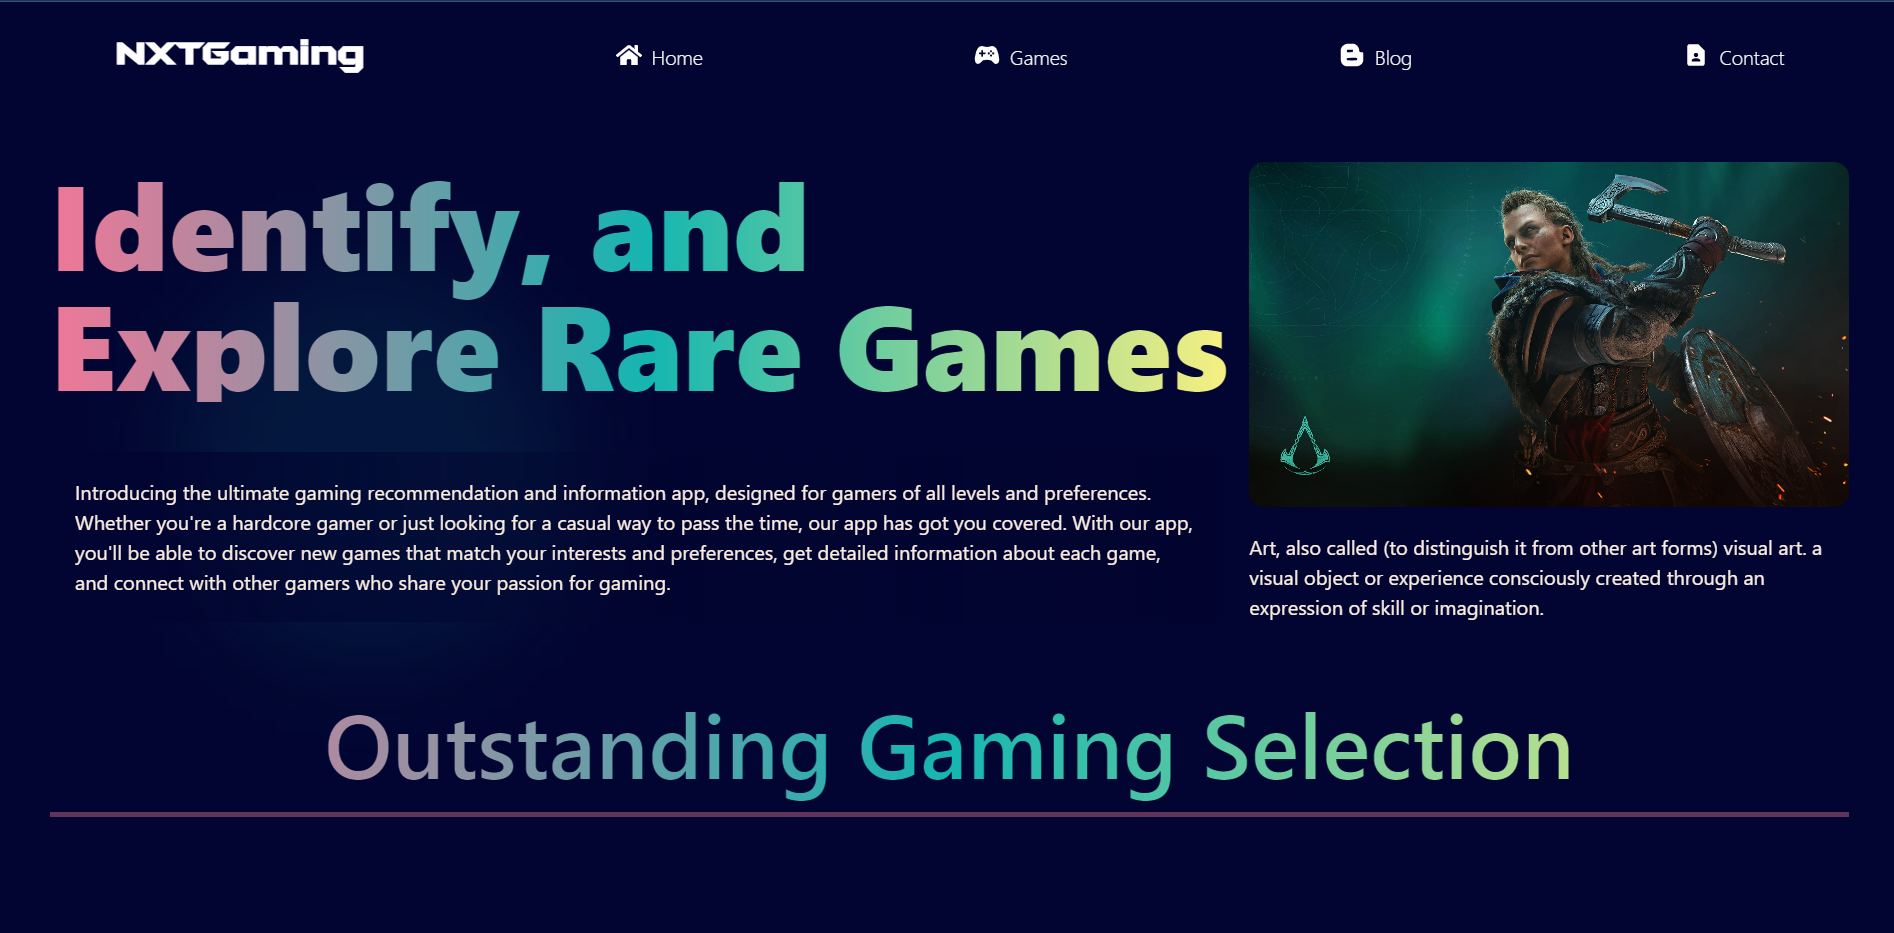 NXTGaming
Home
Games
Blog
Contact
Identify, and
Explore Rare Games
Introducing the ultimate gaming recommendation and information app, designed for gamers of all levels and preferences.
Whether you're a hardcore gamer or just looking for a casual way to pass the time, our app has got you covered. With our app,
you'll be able to discover new games that match your interests and preferences, get detailed information about each game,
and connect with other gamers who share your passion for gaming.
Art, also called (to distinguish it from other art forms) visual art. a
visual object or experience consciously created through an
expression of skill or imagination.
Outstanding Gaming Selection